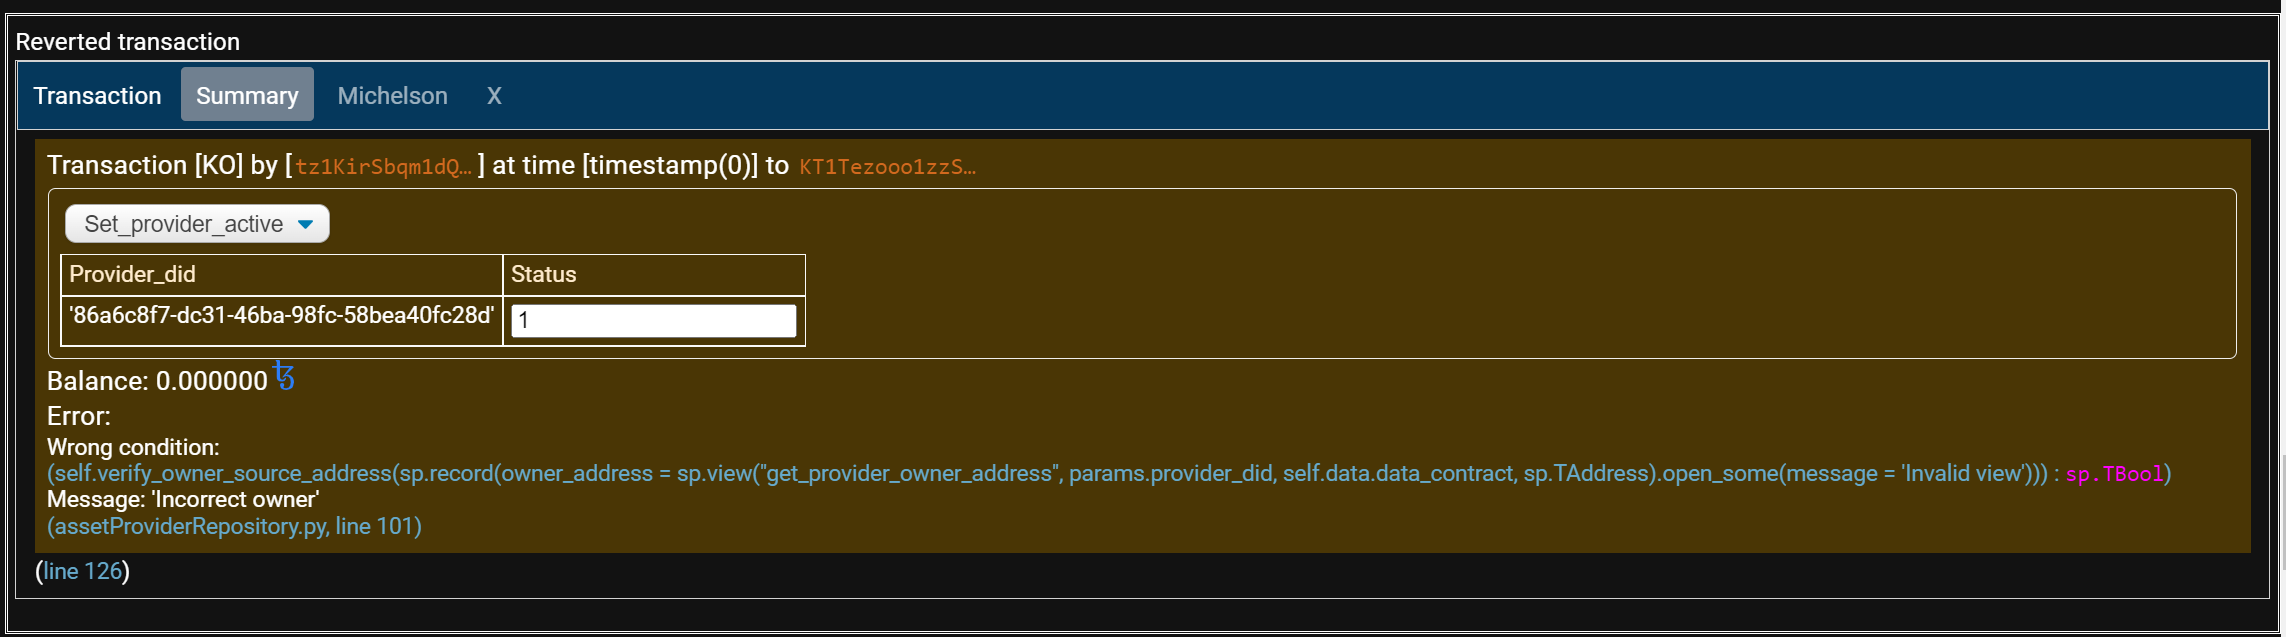 Reverted transaction
Transaction Summary Michelson X
Transaction [KO] by [tz1KirSbqm1dQ…] at time [timestamp(0)] to KT1Tezooo1zzS…
Set_provider_active
Provider_did Status
'86a6c8f7-dc31-46ba-98fc-58bea40fc28d' 1
Balance: 0.000000 ꜩ
Error:
Wrong condition:
(self.verify_owner_source_address(sp.record(owner_address = sp.view("get_provider_owner_address", params.provider_did, self.data.data_contract, sp.TAddress).open_some(message = 'Invalid view'))) : sp.TBool)
Message: 'Incorrect owner'
(assetProviderRepository.py, line 101)
(line 126)